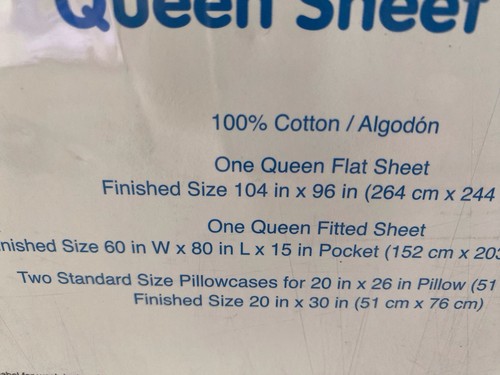 Queen Sheet
100% Cotton / Algodón
One Queen Flat Sheet
Finished Size 104 in x 96 in (264 cm x 244
One Queen Fitted Sheet
nished Size 60 in W x 80 in L x 15 in Pocket (152 cm x 203
Two Standard Size Pillowcases for 20 in x 26 in Pillow (51
Finished Size 20 in x 30 in (51 cm x 76 cm)